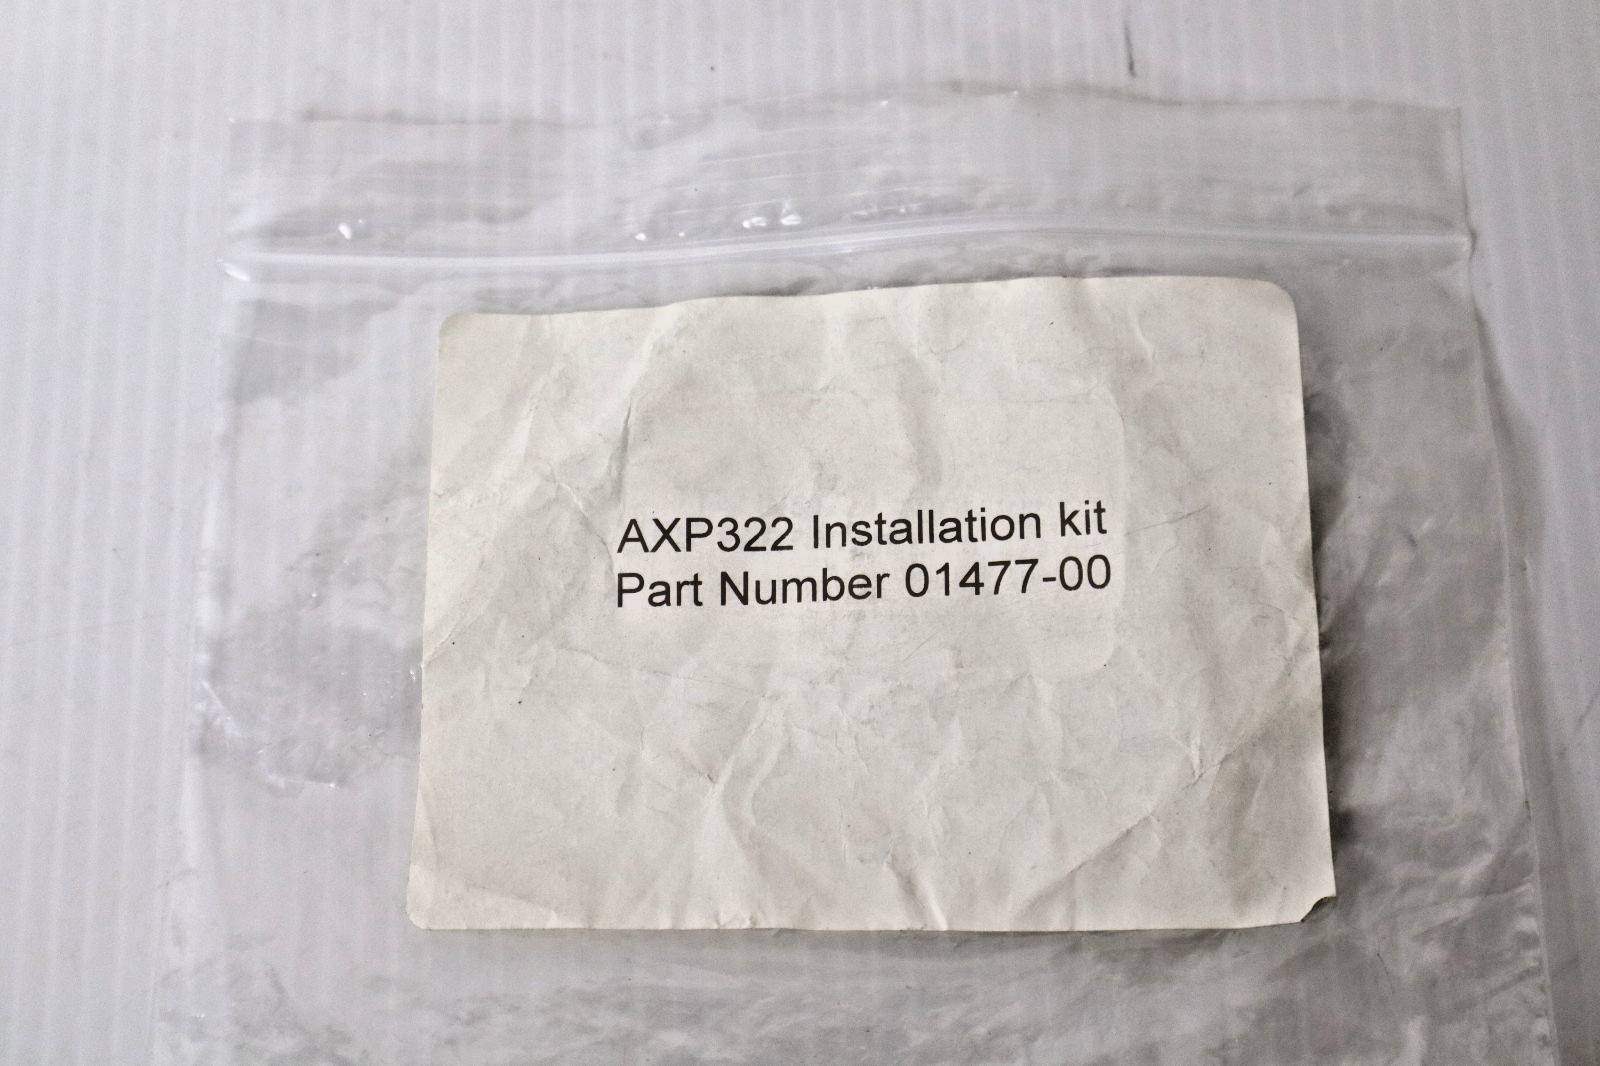 AXP322 Installation kit
Part Number 01477-00